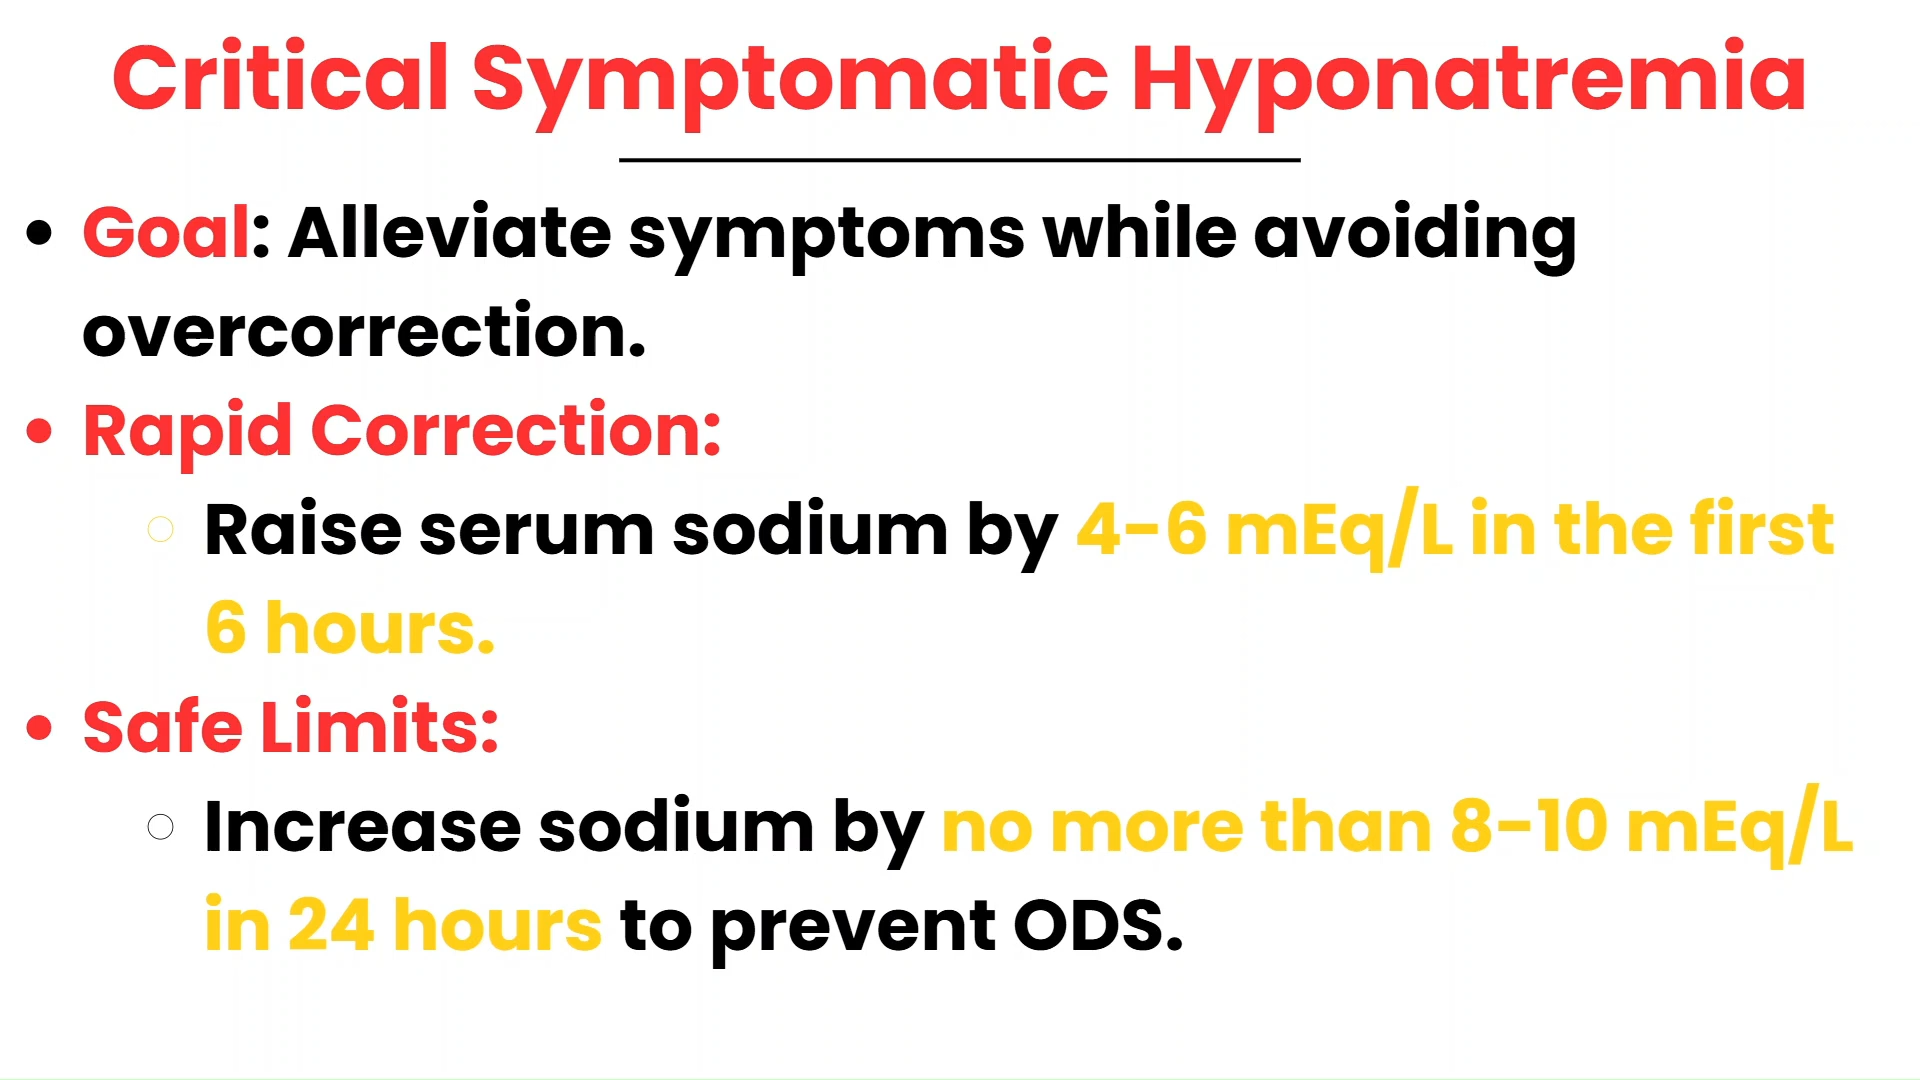 Critical Symptomatic Hyponatremia
• Goal: Alleviate symptoms while avoiding
overcorrection.
• Rapid Correction:
○ Raise serum sodium by 4-6 mEq/L in the first
6 hours.
• Safe Limits:
○ Increase sodium by no more than 8-10 mEq/L
in 24 hours to prevent ODS.